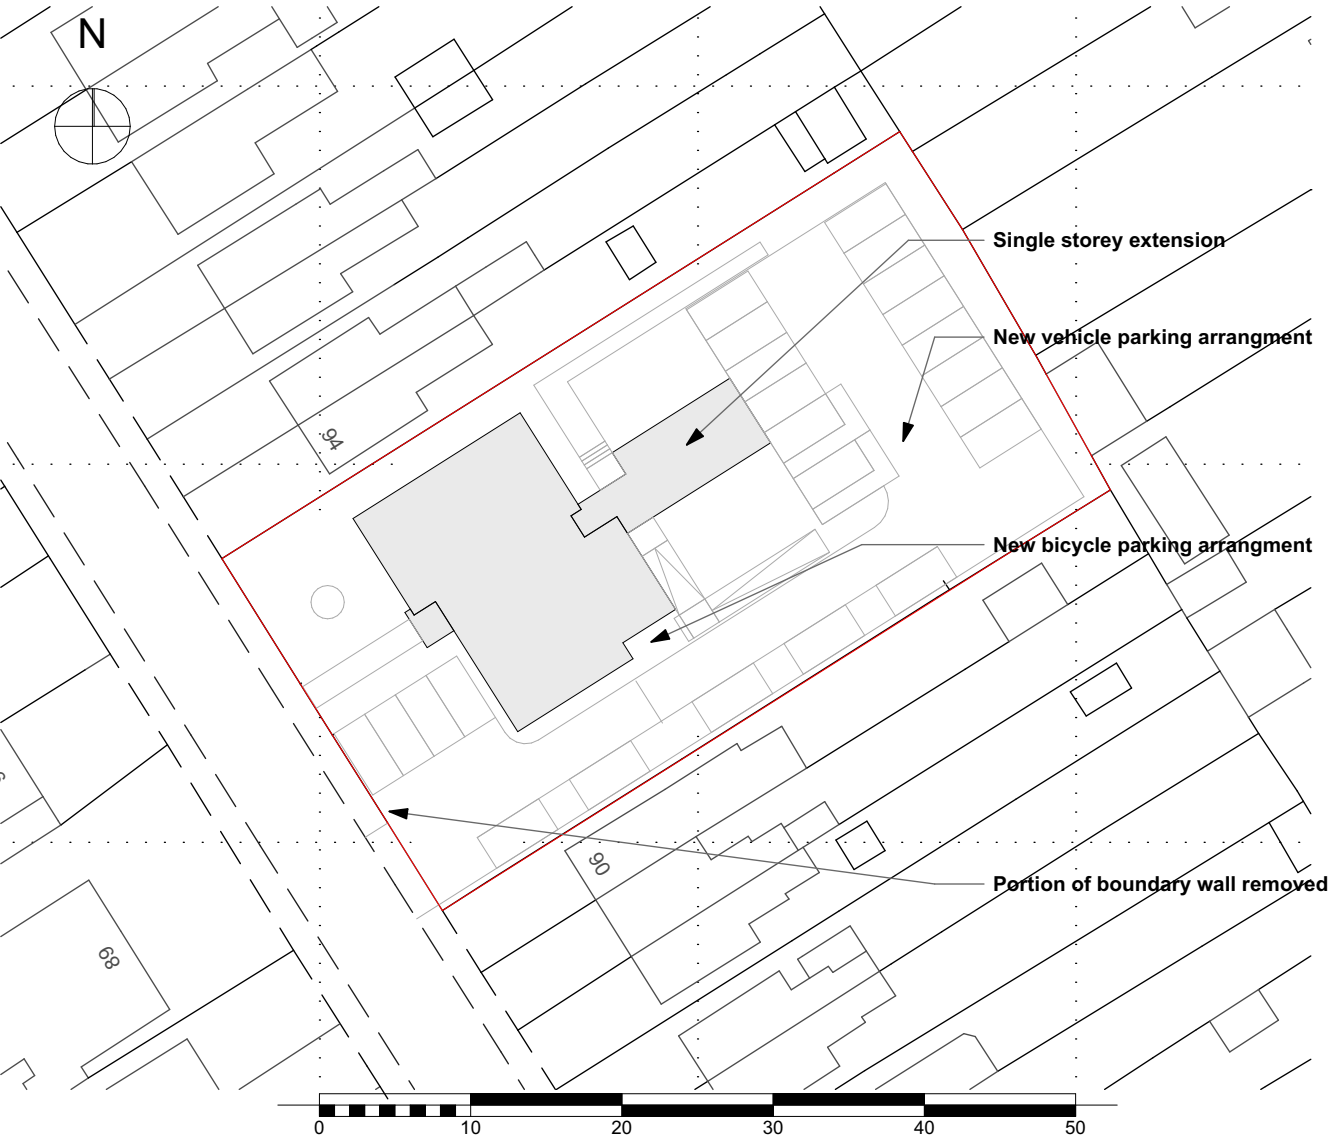 N
Single storey extension
New vehicle parking arrangment
94
New bicycle parking arrangment
90
Portion of boundary wall removed
68
0 10 20 30 40 50